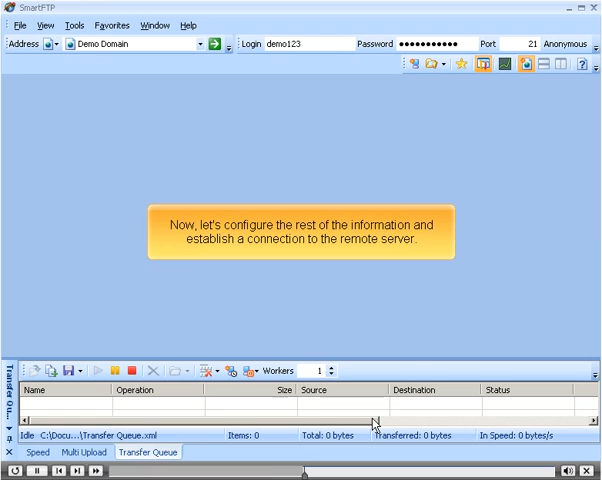 SmartFTP
File View Tools Favorites Window Help
Address Demo Domain Login demo123 Password ●●●●●●●●●●● Port 21 Anonymous
Now, let's configure the rest of the information and
establish a connection to the remote server.
Workers 1
Transfer Qu...
Name Operation Size Source Destination Status
Idle C:\Docu...\Transfer Queue.xml Items: 0 Total: 0 bytes Transferred: 0 bytes In Speed: 0 bytes/s
Speed Multi Upload Transfer Queue